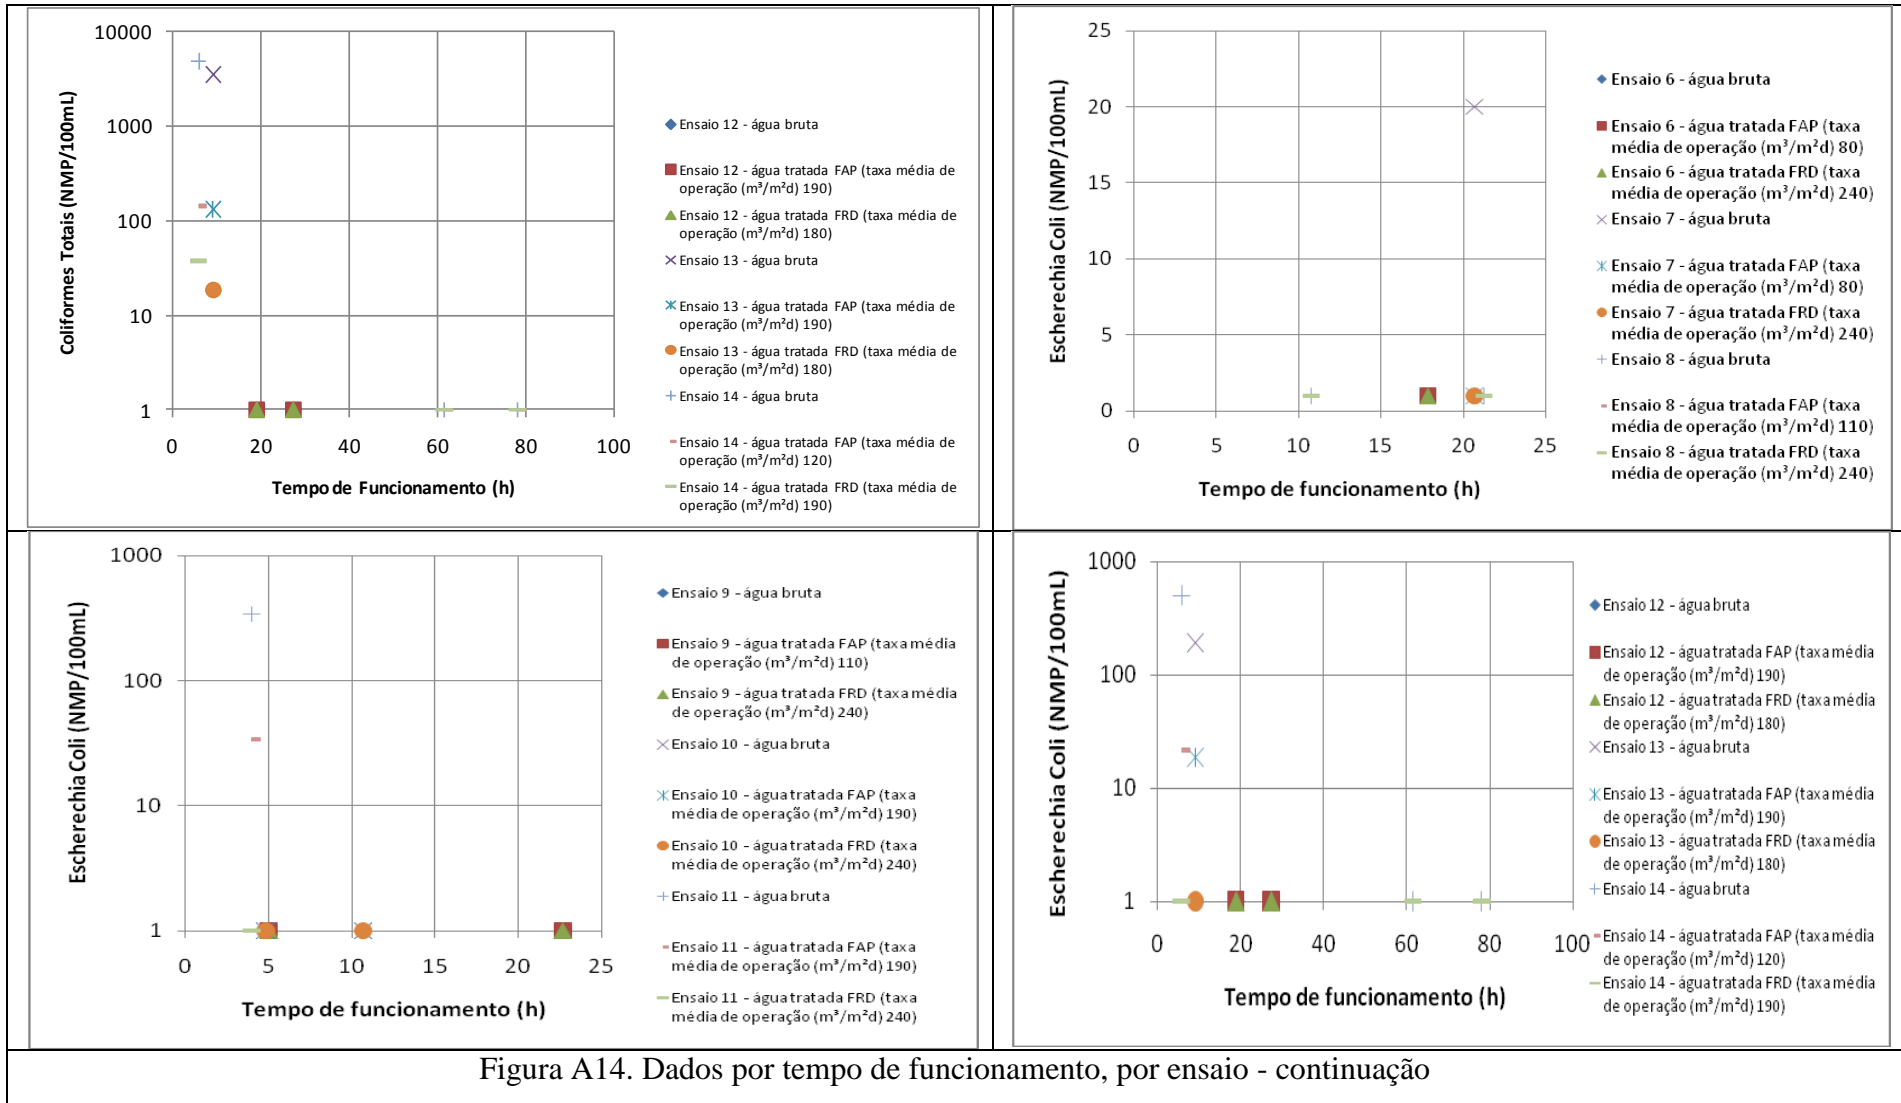 10000
1000
100
10
1
0
20
40
60
80
100
Coliformes Totais (NMP/100mL)
Tempo de Funcionamento (h)
Ensaio 12 - água bruta
Ensaio 12 - água tratada FAP (taxa média de
operação (m³/m²d) 190)
Ensaio 12 - água tratada FRD (taxa média de
operação (m³/m²d) 180)
Ensaio 13 - água bruta
Ensaio 13 - água tratada FAP (taxa média de
operação (m³/m²d) 190)
Ensaio 13 - água tratada FRD (taxa média de
operação (m³/m²d) 180)
Ensaio 14 - água bruta
Ensaio 14 - água tratada FAP (taxa média de
operação (m³/m²d) 120)
Ensaio 14 - água tratada FRD (taxa média de
operação (m³/m²d) 190)
25
20
15
10
5
0
0
5
10
15
20
25
Escherechia Coli (NMP/100mL)
Tempo de funcionamento (h)
Ensaio 6 - água bruta
Ensaio 6 - água tratada FAP (taxa
média de operação (m³/m²d) 80)
Ensaio 6 - água tratada FRD (taxa
média de operação (m³/m²d) 240)
Ensaio 7 - água bruta
Ensaio 7 - água tratada FAP (taxa
média de operação (m³/m²d) 80)
Ensaio 7 - água tratada FRD (taxa
média de operação (m³/m²d) 240)
Ensaio 8 - água bruta
Ensaio 8 - água tratada FAP (taxa
média de operação (m³/m²d) 110)
Ensaio 8 - água tratada FRD (taxa
média de operação (m³/m²d) 240)
1000
100
10
1
0
5
10
15
20
25
Escherechia Coli (NMP/100mL)
Tempo de funcionamento (h)
Ensaio 9 - água bruta
Ensaio 9 - água tratada FAP (taxa média
de operação (m³/m²d) 110)
Ensaio 9 - água tratada FRD (taxa média
de operação (m³/m²d) 240)
Ensaio 10 - água bruta
Ensaio 10 - água tratada FAP (taxa
média de operação (m³/m²d) 190)
Ensaio 10 - água tratada FRD (taxa
média de operação (m³/m²d) 240)
Ensaio 11 - água bruta
Ensaio 11 - água tratada FAP (taxa
média de operação (m³/m²d) 190)
Ensaio 11 - água tratada FRD (taxa
média de operação (m³/m²d) 240)
1000
100
10
1
0
20
40
60
80
100
Escherechia Coli (NMP/100mL)
Tempo de funcionamento (h)
Ensaio 12 - água bruta
Ensaio 12 - água tratada FAP (taxa média
de operação (m³/m²d) 190)
Ensaio 12 - água tratada FRD (taxa média
de operação (m³/m²d) 180)
Ensaio 13 - água bruta
Ensaio 13 - água tratada FAP (taxa média
de operação (m³/m²d) 190)
Ensaio 13 - água tratada FRD (taxa média
de operação (m³/m²d) 180)
Ensaio 14 - água bruta
Ensaio 14 - água tratada FAP (taxa média
de operação (m³/m²d) 120)
Ensaio 14 - água tratada FRD (taxa média
de operação (m³/m²d) 190)
Figura A14. Dados por tempo de funcionamento, por ensaio - continuação